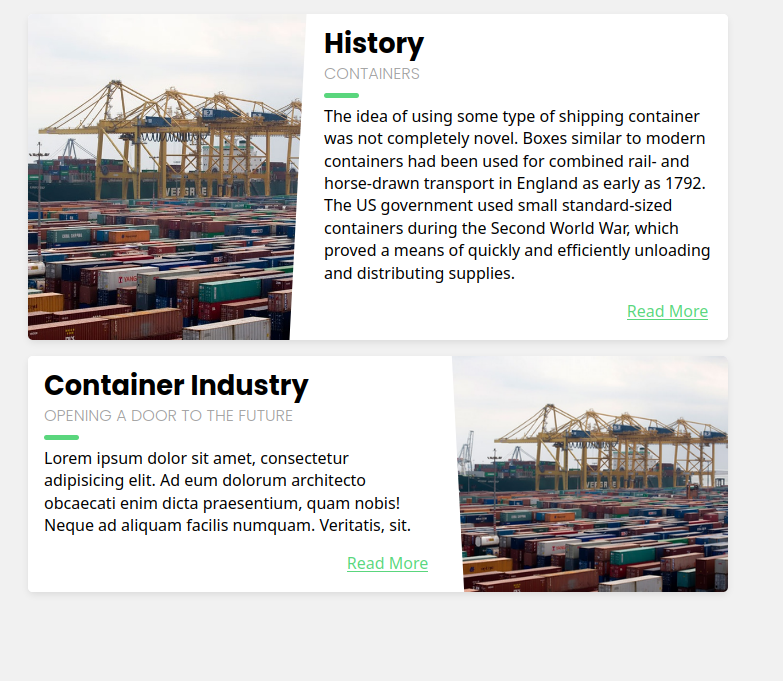 History
CONTAINERS
The idea of using some type of shipping container
was not completely novel. Boxes similar to modern
containers had been used for combined rail- and
horse-drawn transport in England as early as 1792.
The US government used small standard-sized
containers during the Second World War, which
proved a means of quickly and efficiently unloading
and distributing supplies.
Read More
Container Industry
OPENING A DOOR TO THE FUTURE
Lorem ipsum dolor sit amet, consectetur
adipisicing elit. Ad eum dolorum architecto
obcaecati enim dicta praesentium, quam nobis!
Neque ad aliquam facilis numquam. Veritatis, sit.
Read More